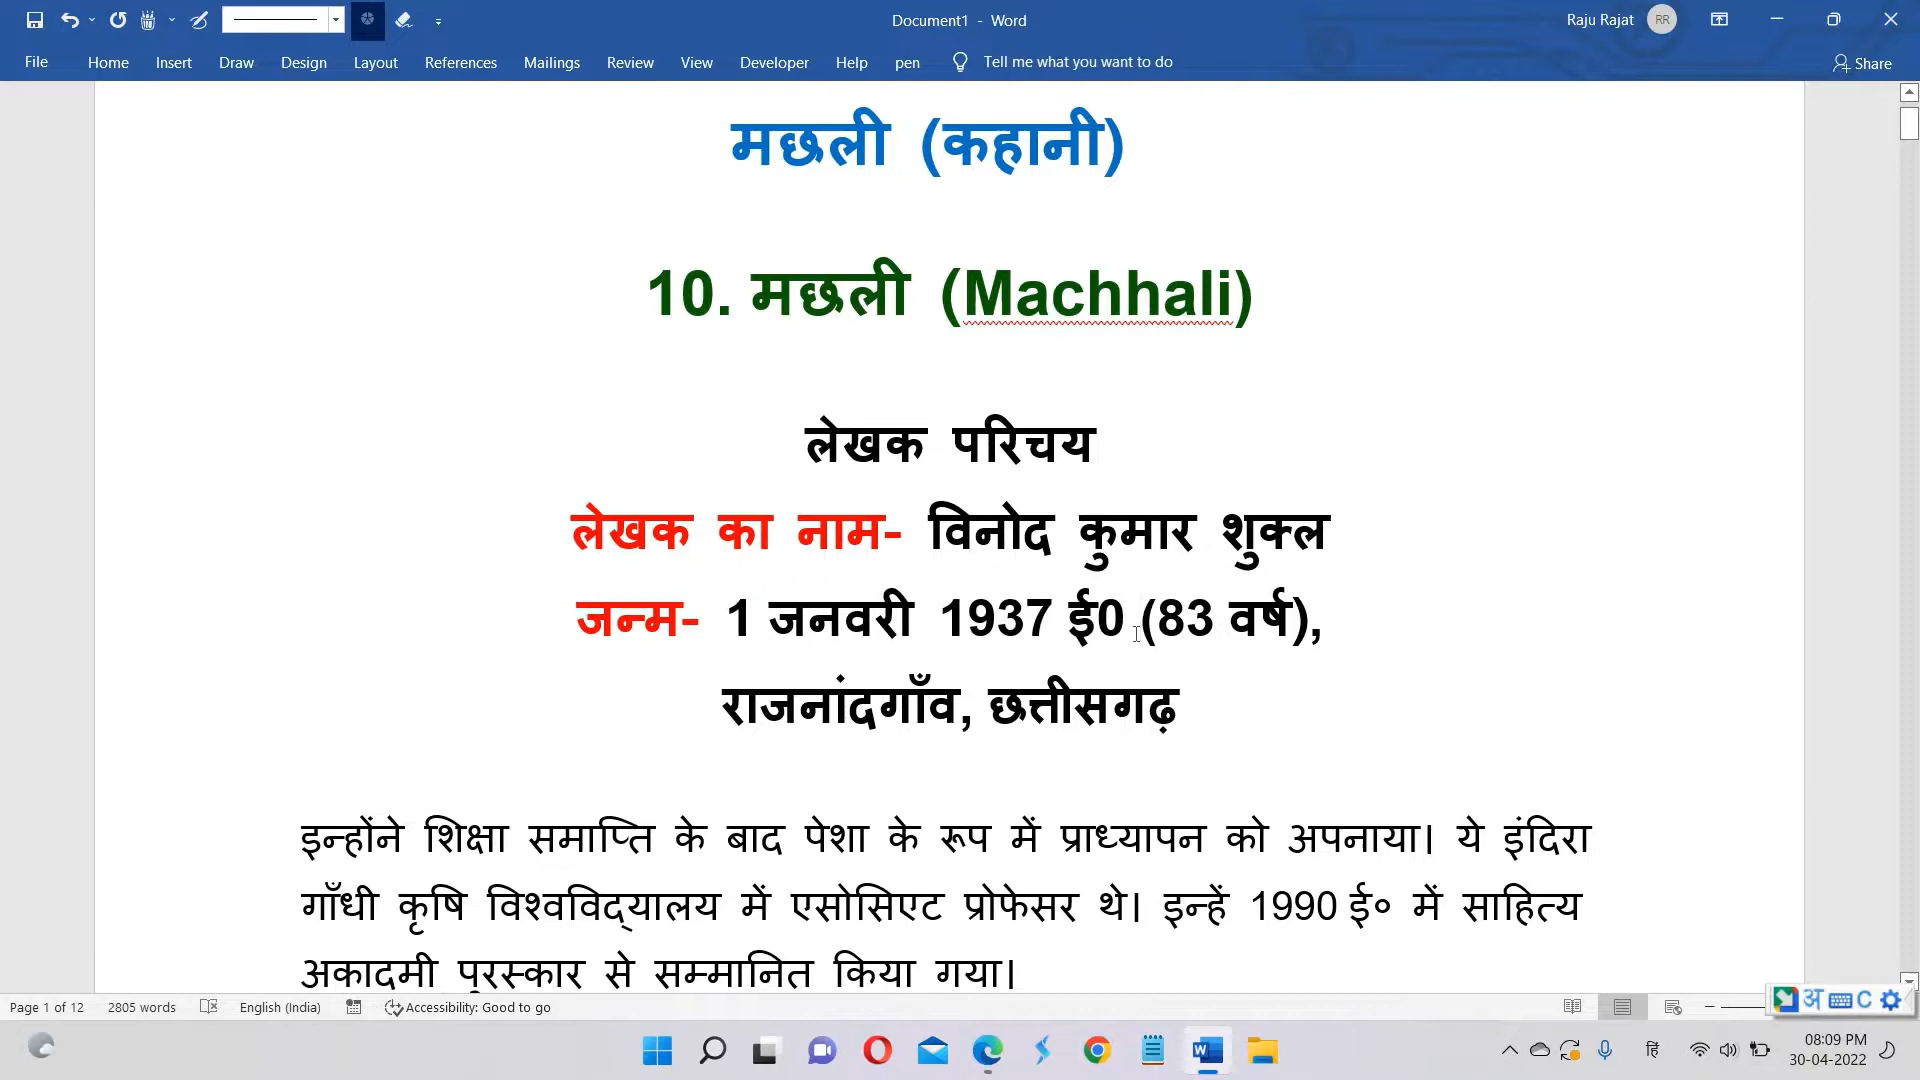 Document1 - Word
Raju Rajat
RR
File Home Insert Draw Design Layout References Mailings Review View Developer Help pen Tell me what you want to do Share
मछली (कहानी)
10. मछली (Machhali)
लेखक परिचय
लेखक का नाम- विनोद कुमार शुक्ल
जन्म- 1 जनवरी 1937 ई0 (83 वर्ष),
राजनांदगाँव, छत्तीसगढ़
इन्होंने शिक्षा समाप्ति के बाद पेशा के रूप में प्राध्यापन को अपनाया। ये इंदिरा
गाँधी कृषि विश्वविद्यालय में एसोसिएट प्रोफेसर थे। इन्हें 1990 ई० में साहित्य
अकादमी पुरस्कार से सम्मानित किया गया।
Page 1 of 12 2805 words English (India) Accessibility: Good to go
अ C
हिं
08:09 PM
30-04-2022